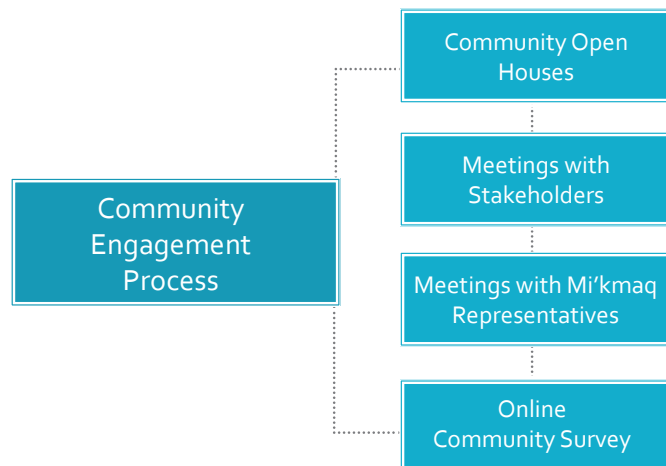 Community Open
Houses
Meetings with
Stakeholders
Community
Engagement
Process
Meetings with Mi’kmaq
Representatives
Online
Community Survey